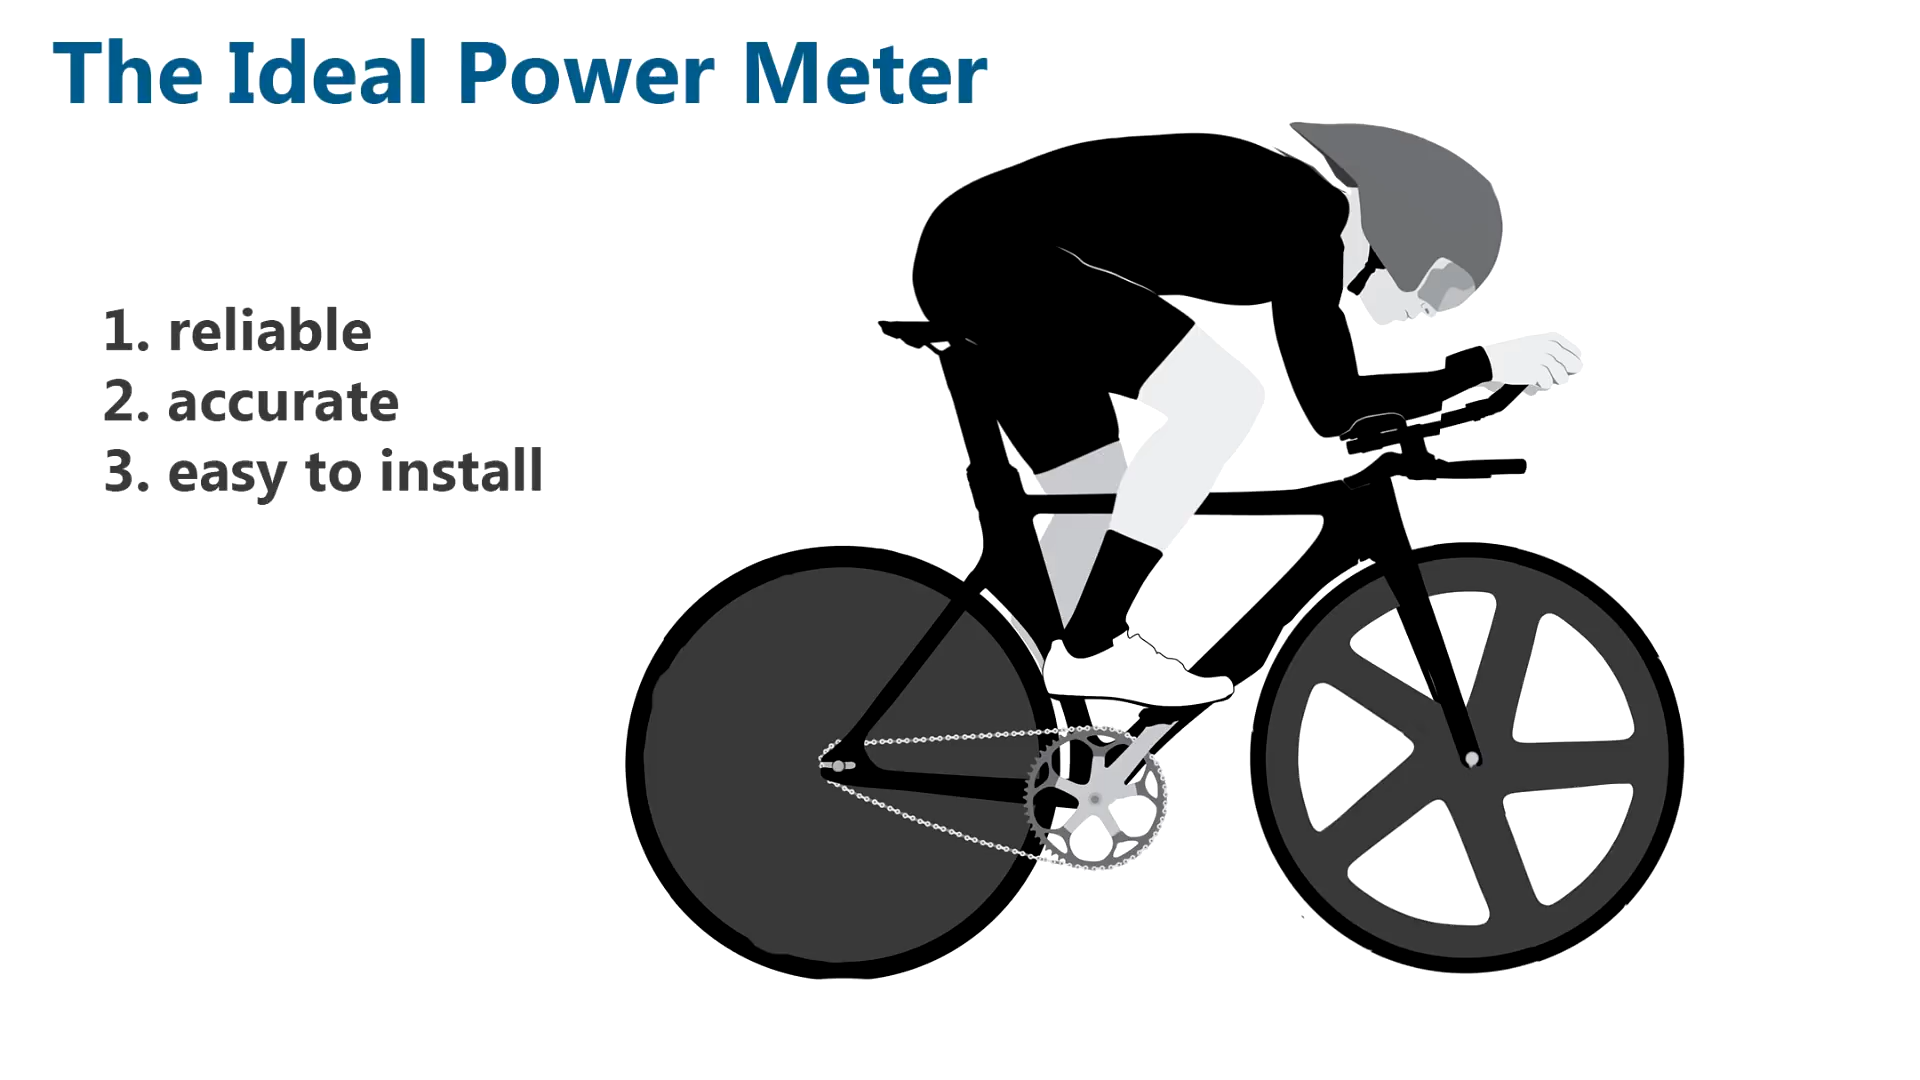 The Ideal Power Meter
1. reliable
2. accurate
3. easy to install